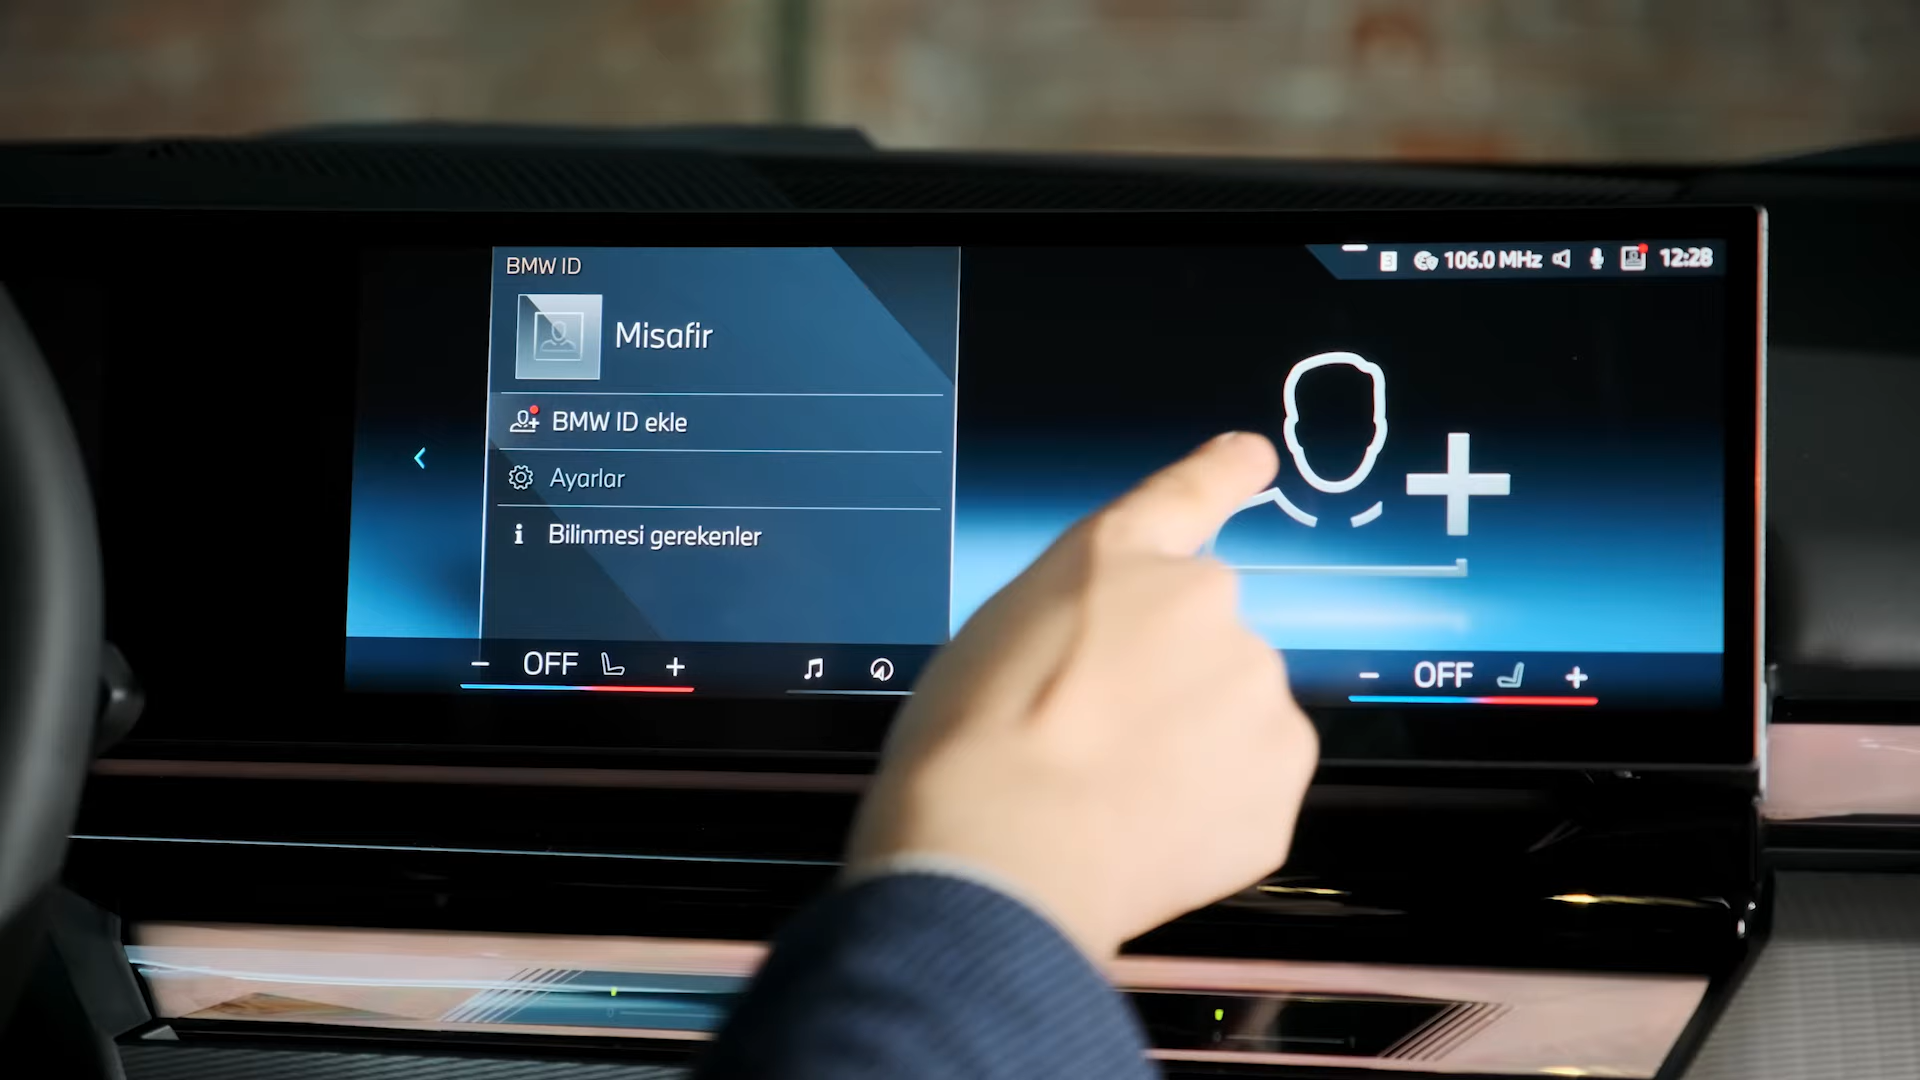 BMW ID
106.0 MHz 12:28
Misafir
BMW ID ekle
Ayarlar
i Bilinmesi gerekenler
− OFF +
− OFF +